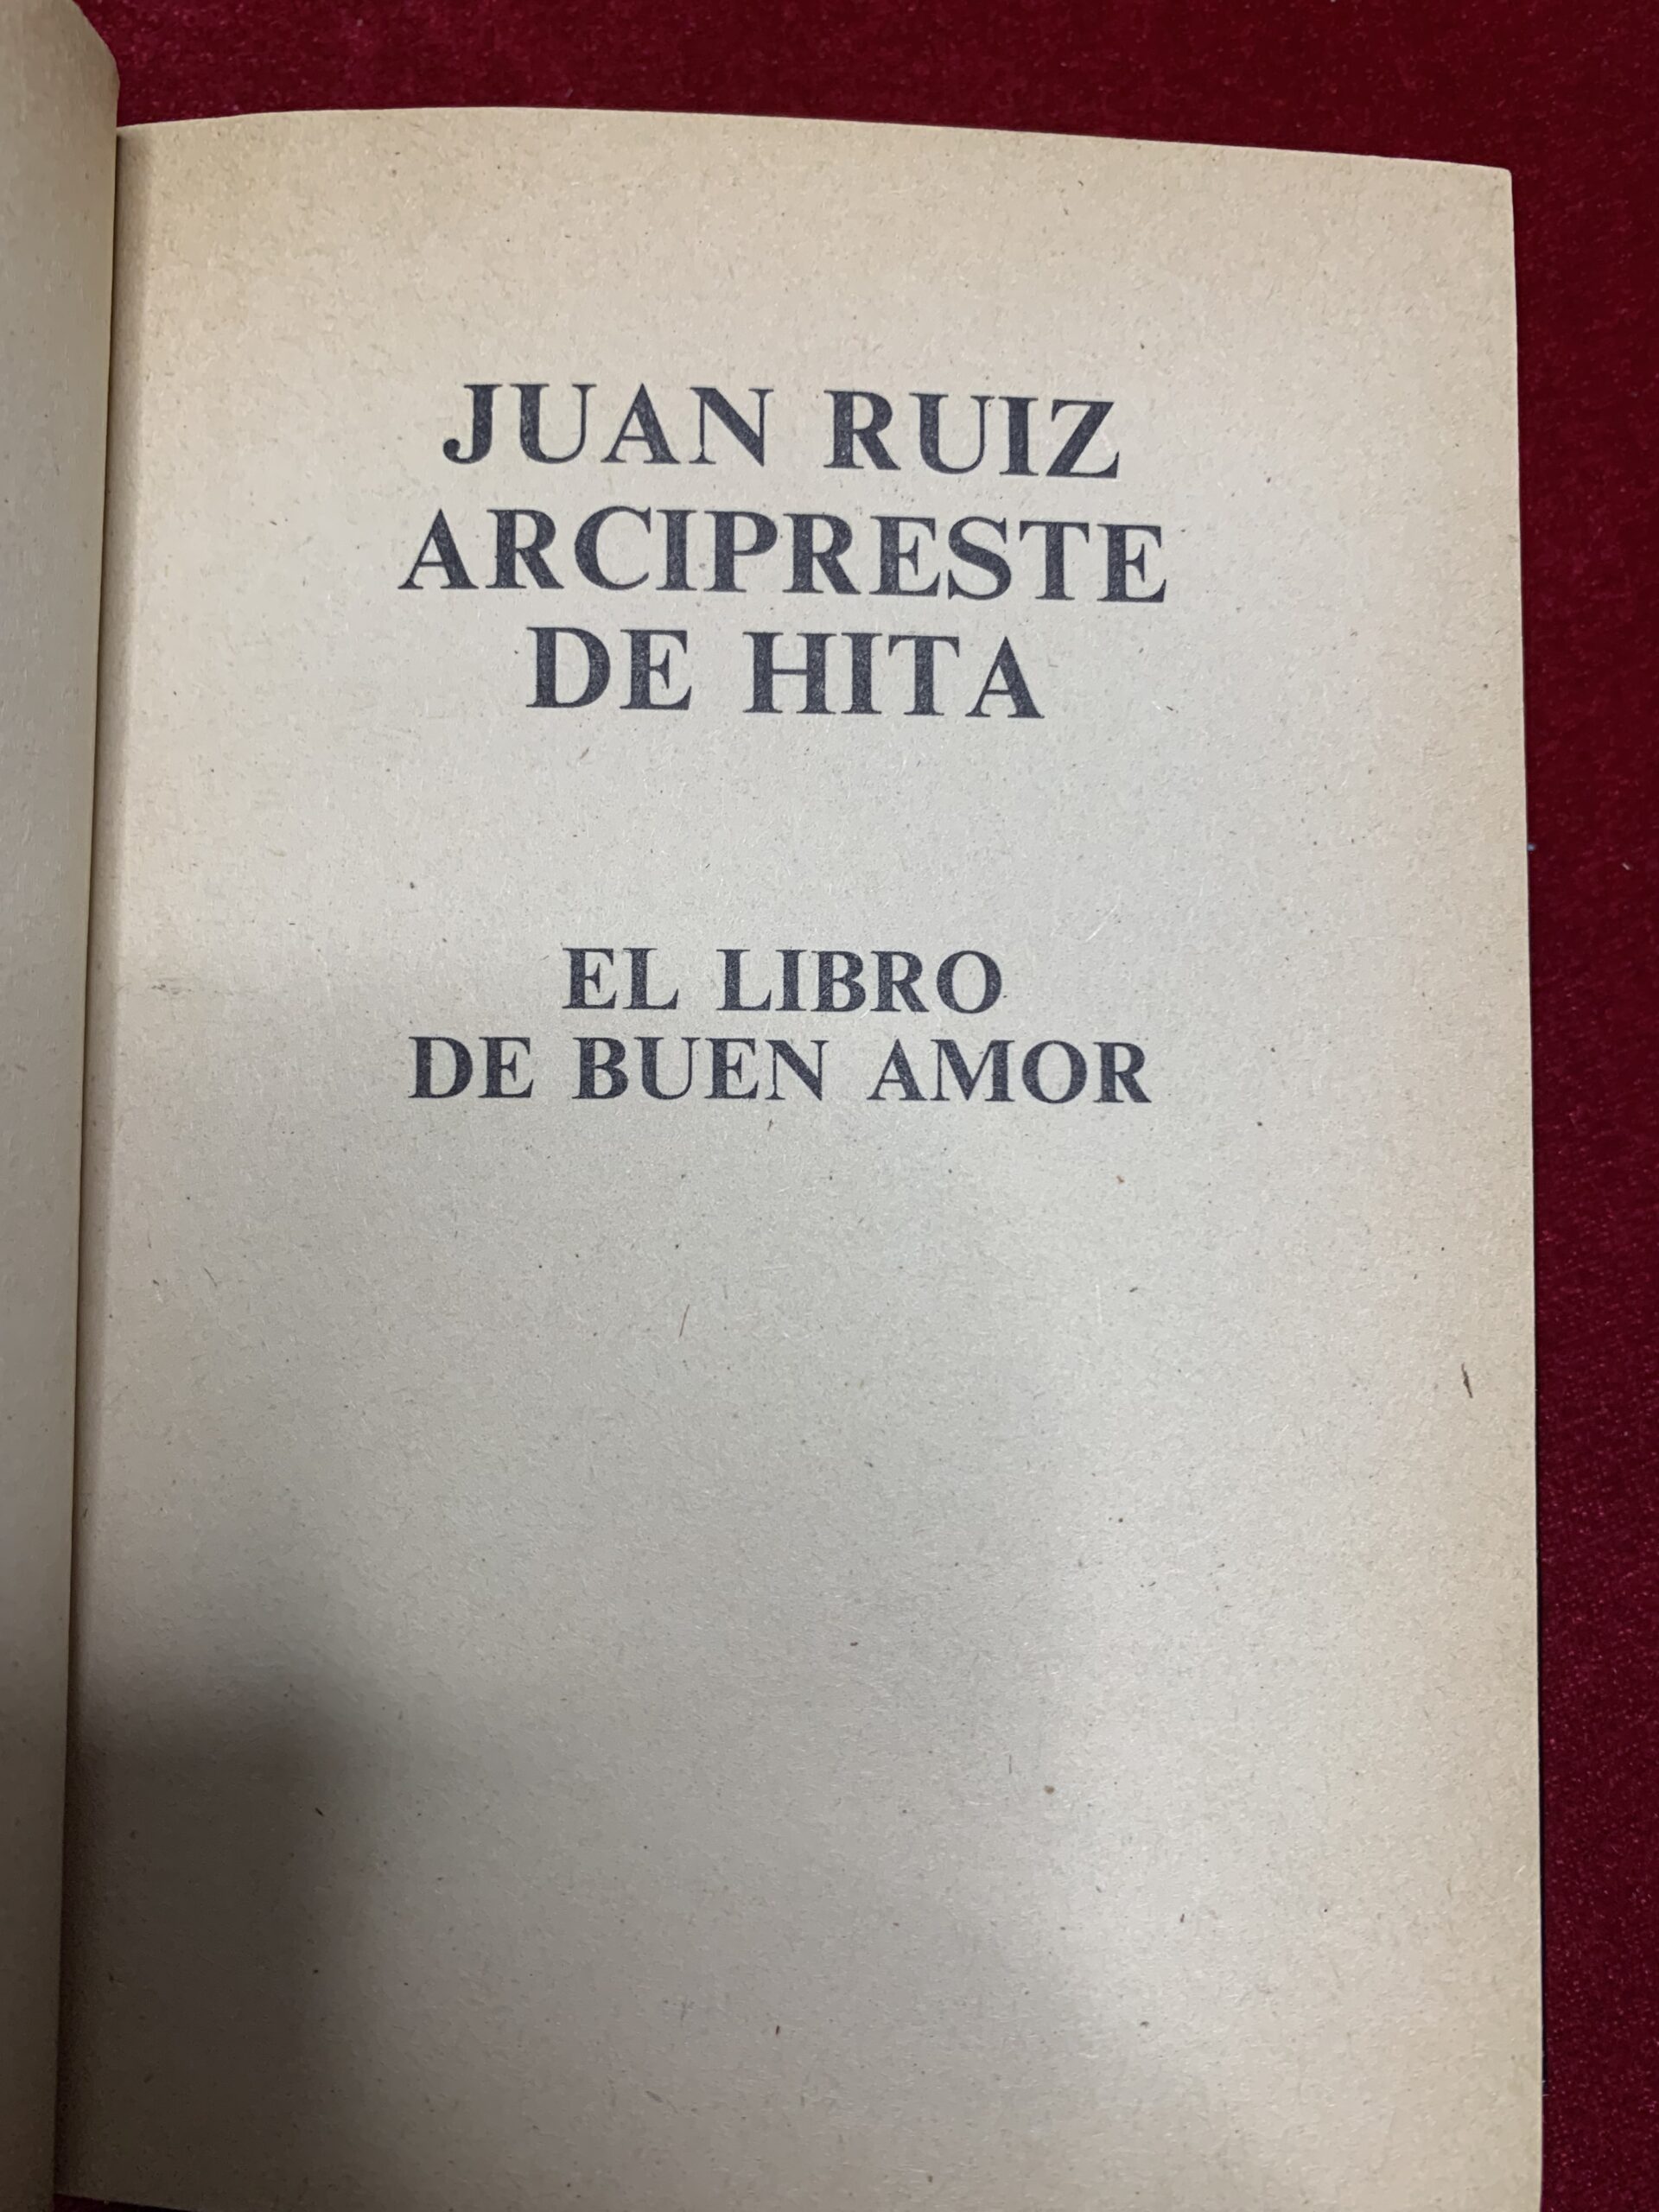 JUAN RUIZ
ARCIPRESTE
DE HITA
EL LIBRO
DE BUEN AMOR